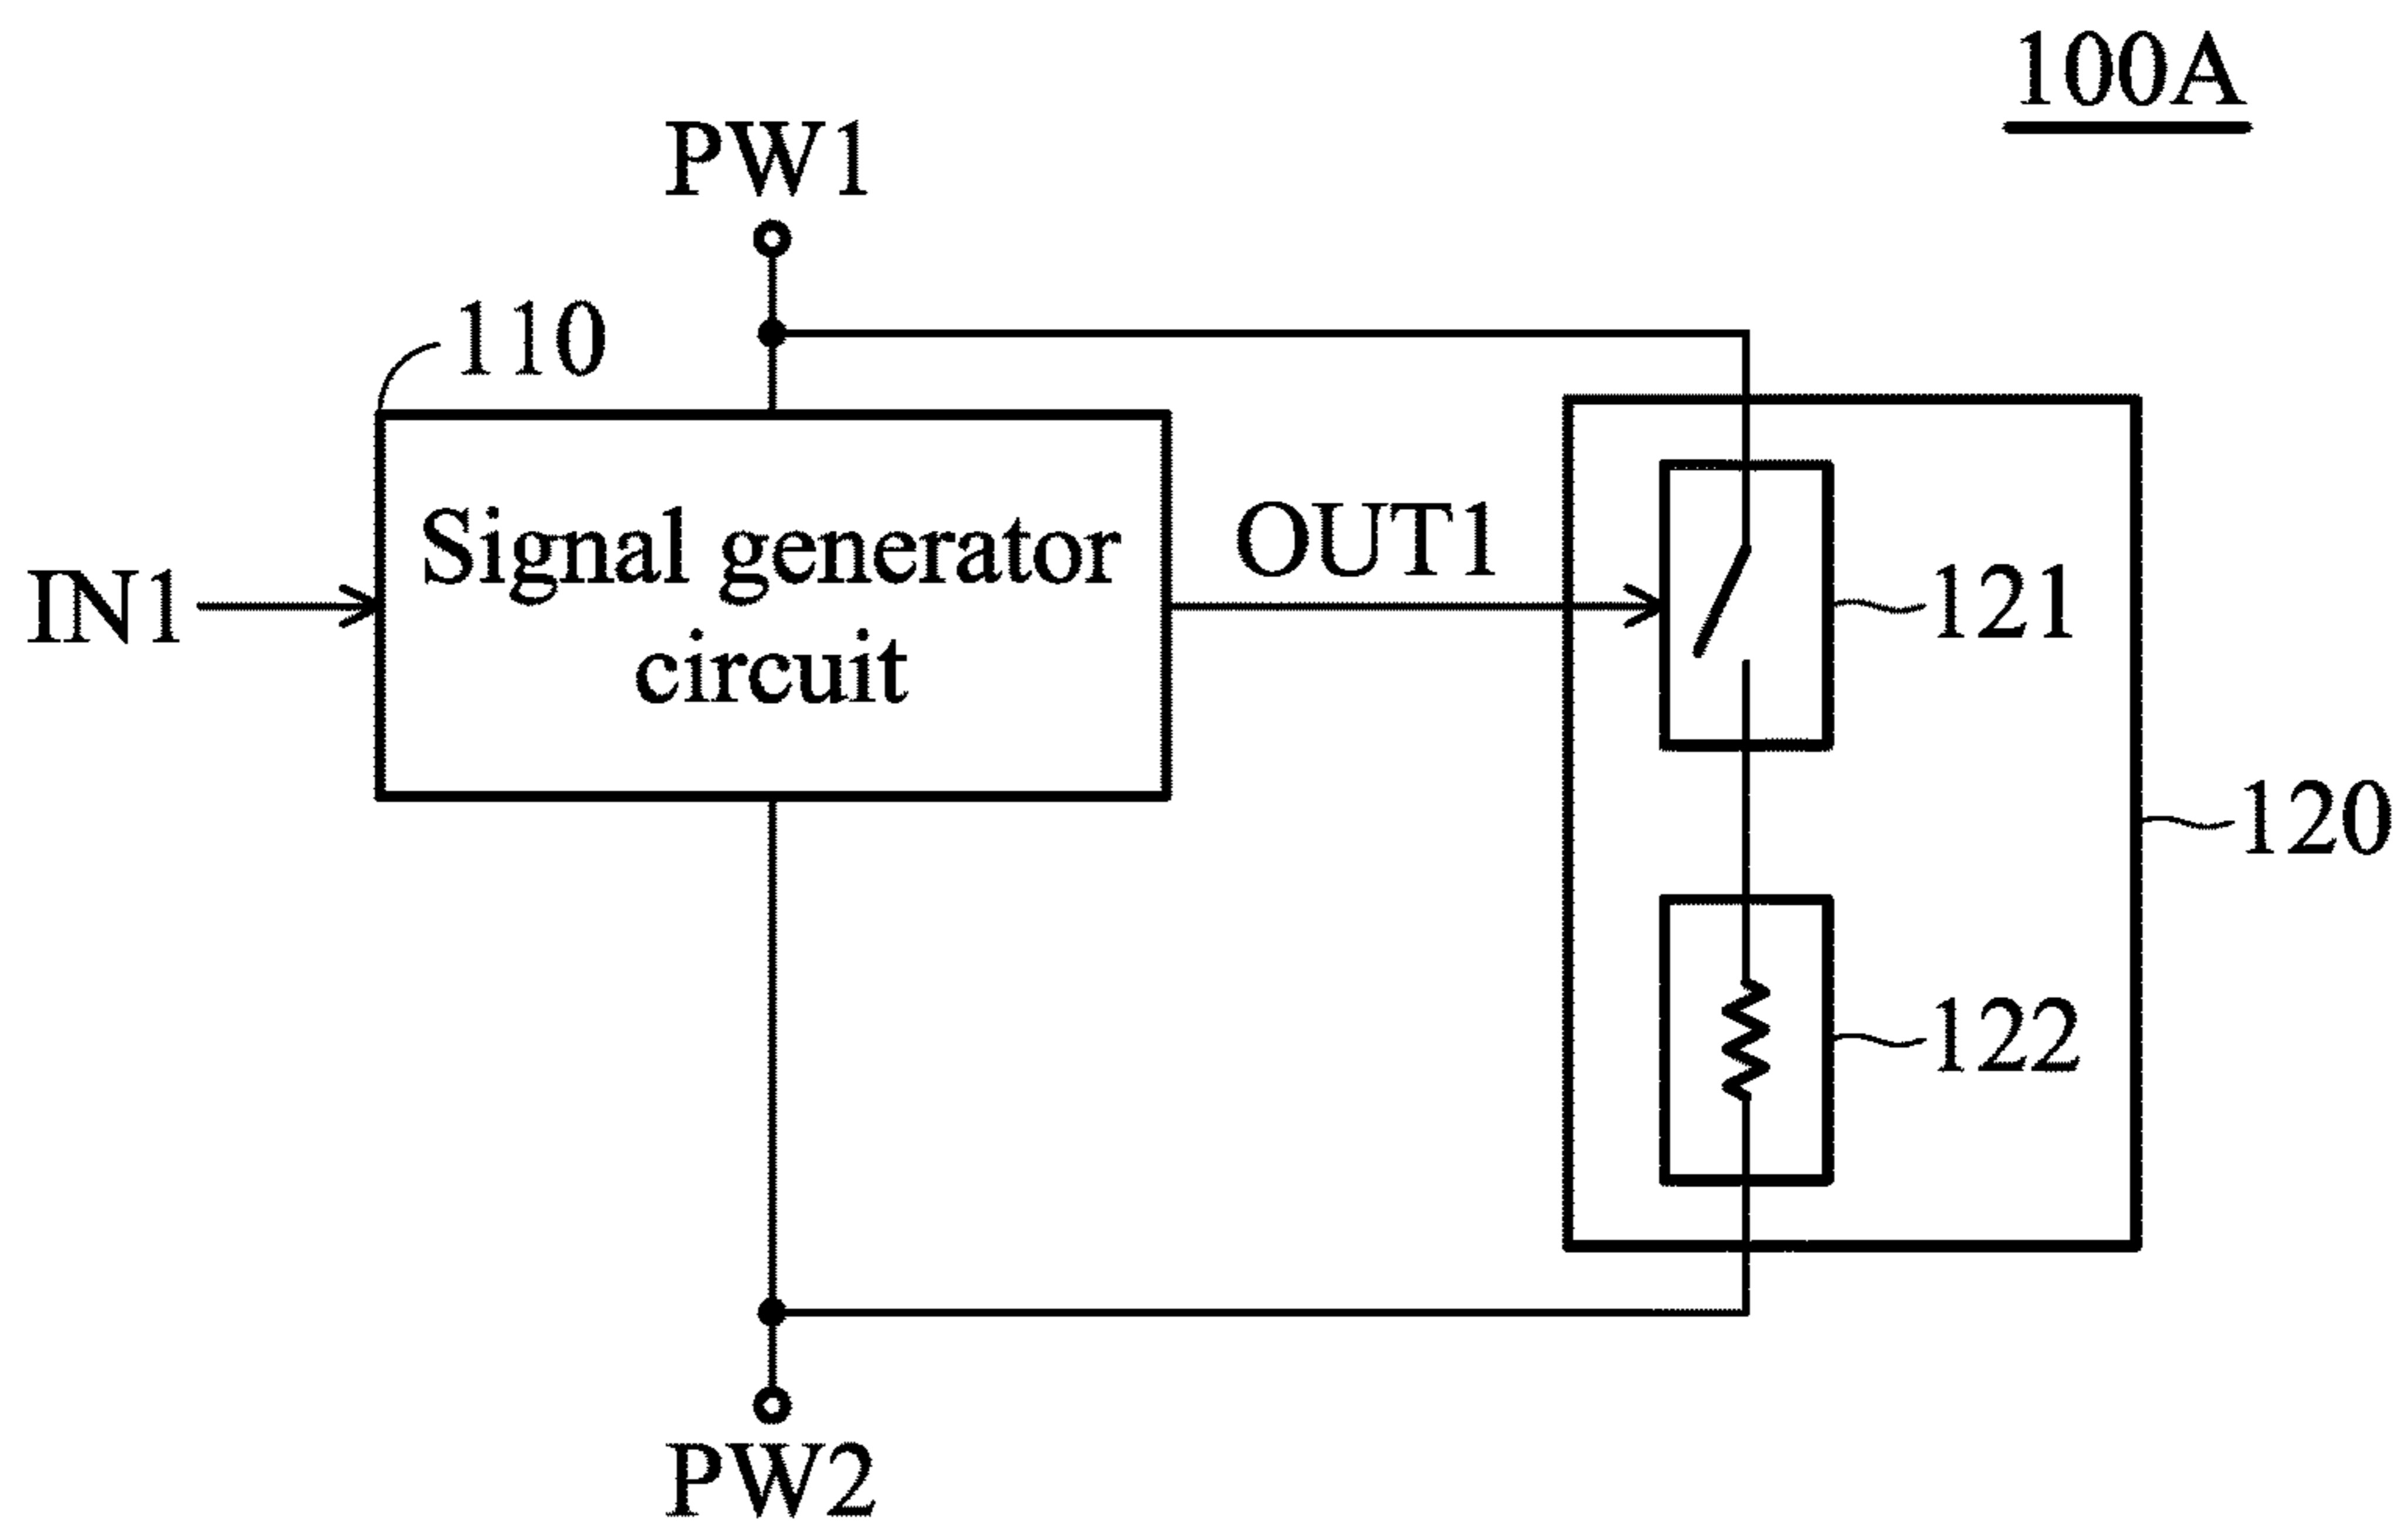 100A
PW1
110
Signal generator
circuit
IN1
OUT1
121
120
122
PW2